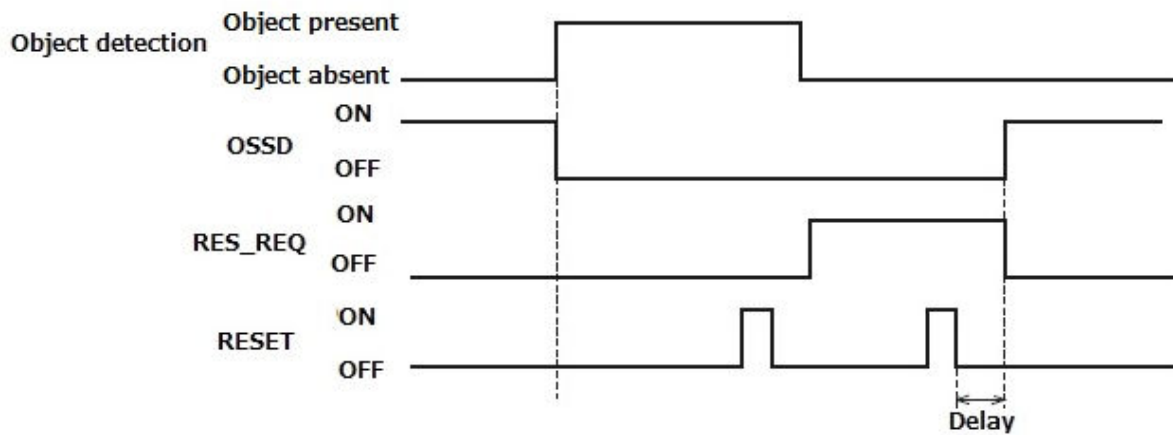 Object present
Object detection
Object absent
ON
OSSD
OFF
ON
RES_REQ
OFF
ON
RESET
OFF
Delay